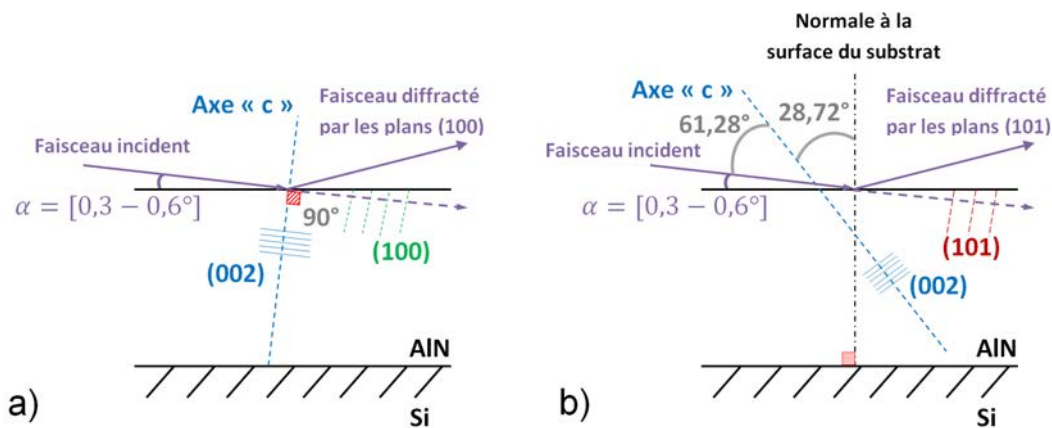 Axe « c »
Faisceau diffracté
par les plans (100)
Faisceau incident
α = [0,3 − 0,6°]
90°
(100)
(002)
AlN
Si
a)
Normale à la
surface du substrat
Axe « c »
61,28°
28,72°
Faisceau diffracté
par les plans (101)
Faisceau incident
α = [0,3 − 0,6°]
(101)
(002)
AlN
Si
b)